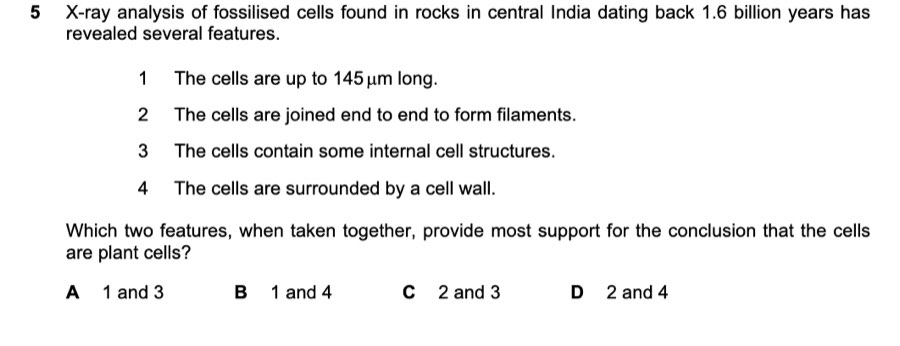 5 X-ray analysis of fossilised cells found in rocks in central India dating back 1.6 billion years has
revealed several features.
1 The cells are up to 145 μm long.
2 The cells are joined end to end to form filaments.
3 The cells contain some internal cell structures.
4 The cells are surrounded by a cell wall.
Which two features, when taken together, provide most support for the conclusion that the cells
are plant cells?
A 1 and 3 B 1 and 4 C 2 and 3 D 2 and 4